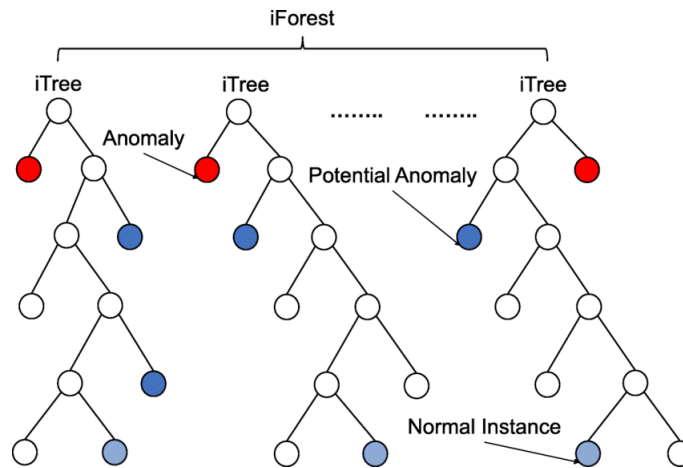 iForest
iTree
iTree
iTree
........ ........
Anomaly
Potential Anomaly
Normal Instance